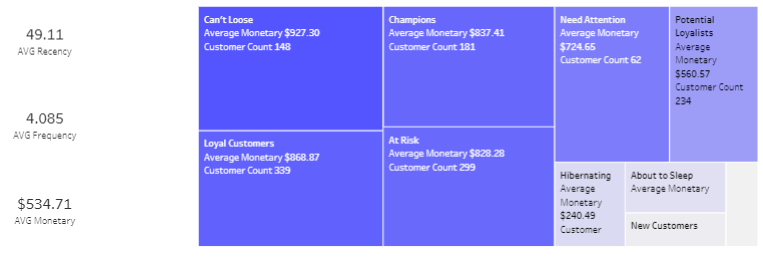 49.11
AVG Recency
4.085
AVG Frequency
$534.71
AVG Monetary
Can't Loose
Average Monetary $927.30
Customer Count 148
Loyal Customers
Average Monetary $868.87
Customer Count 339
Champions
Average Monetary $837.41
Customer Count 181
At Risk
Average Monetary $828.28
Customer Count 299
Need Attention
Average Monetary
$724.65
Customer Count 62
Potential
Loyalists
Average
Monetary
$560.57
Customer Count
234
Hibernating
Average
Monetary
$240.49
Customer
About to Sleep
Average Monetary
New Customers